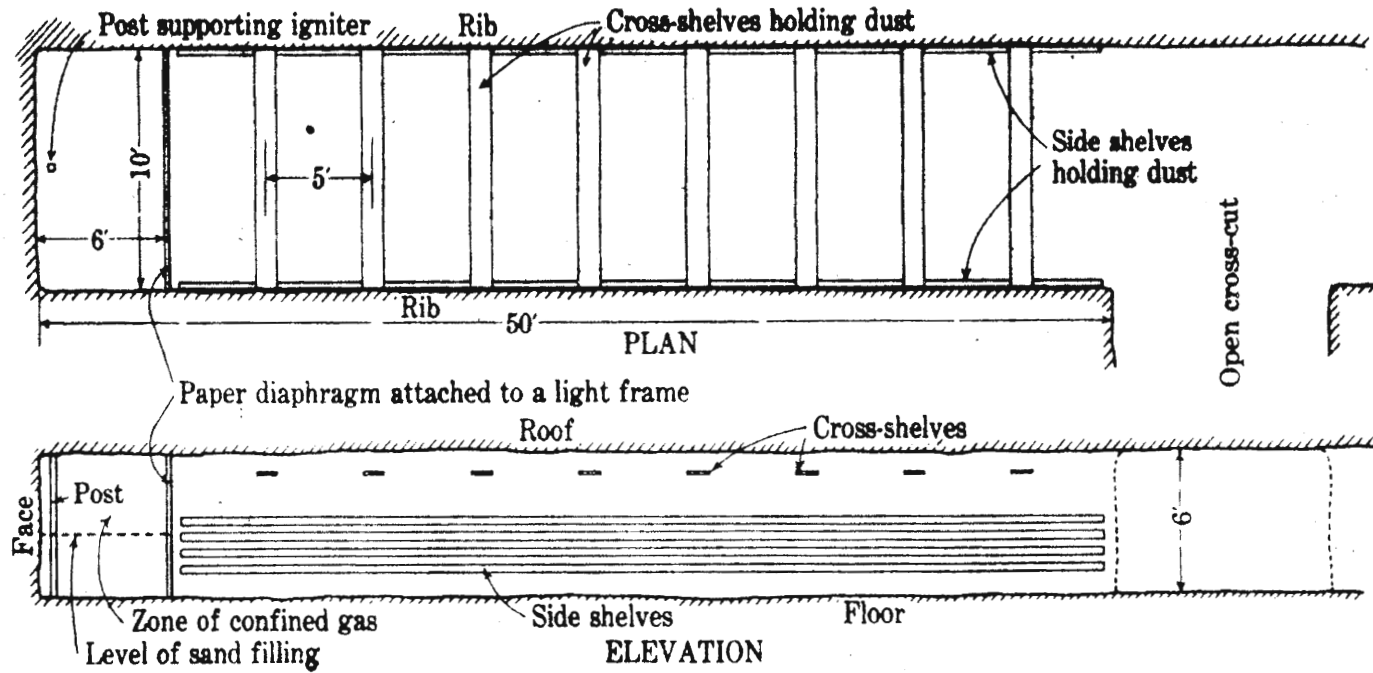 Post supporting igniter
Rib
Cross-shelves holding dust
10'
5'
6'
Side shelves
holding dust
Open cross-cut
Rib
50'
PLAN
Paper diaphragm attached to a light frame
Roof
Cross-shelves
Face
Post
6'
Zone of confined gas
Level of sand filling
Side shelves
Floor
ELEVATION